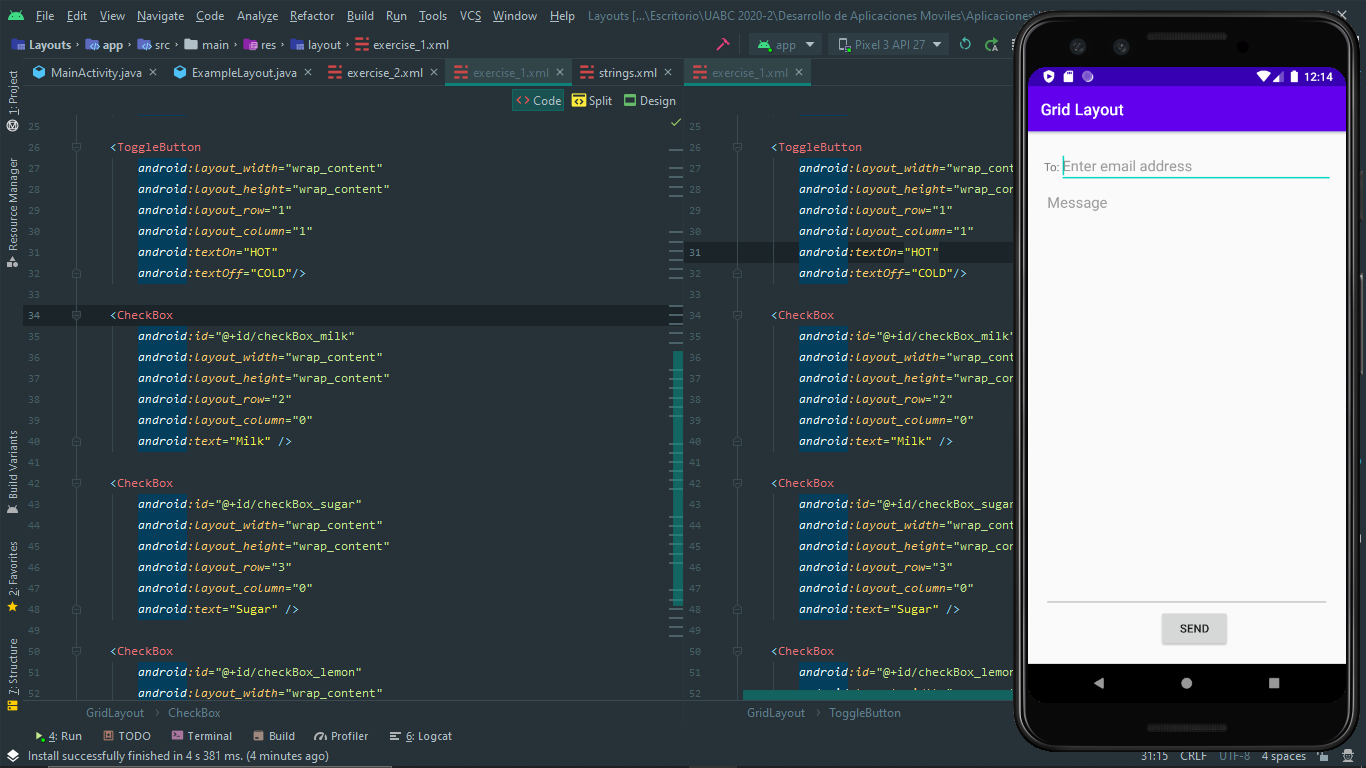 File Edit View Navigate Code Analyze Refactor Build Run Tools VCS Window Help Layouts [...\Escritorio\UABC 2020-2\Desarrollo de Aplicaciones Moviles\Aplicaciones\
Layouts app src main res layout exercise_1.xml app Pixel 3 API 27
MainActivity.java ExampleLayout.java exercise_2.xml exercise_1.xml strings.xml exercise_1.xml
Code Split Design
1: Project
Resource Manager
Build Variants
2: Favorites
7: Structure
25
26 <ToggleButton
27 android:layout_width="wrap_content"
28 android:layout_height="wrap_content"
29 android:layout_row="1"
30 android:layout_column="1"
31 android:textOn="HOT"
32 android:textOff="COLD"/>
33
34 <CheckBox
35 android:id="@+id/checkBox_milk"
36 android:layout_width="wrap_content"
37 android:layout_height="wrap_content"
38 android:layout_row="2"
39 android:layout_column="0"
40 android:text="Milk" />
41
42 <CheckBox
43 android:id="@+id/checkBox_sugar"
44 android:layout_width="wrap_content"
45 android:layout_height="wrap_content"
46 android:layout_row="3"
47 android:layout_column="0"
48 android:text="Sugar" />
49
50 <CheckBox
51 android:id="@+id/checkBox_lemon"
52 android:layout_width="wrap_content"
GridLayout CheckBox
25
26 <ToggleButton
27 android:layout_width="wrap_cont
28 android:layout_height="wrap_con
29 android:layout_row="1"
30 android:layout_column="1"
31 android:textOn="HOT"
32 android:textOff="COLD"/>
33
34 <CheckBox
35 android:id="@+id/checkBox_milk"
36 android:layout_width="wrap_cont
37 android:layout_height="wrap_con
38 android:layout_row="2"
39 android:layout_column="0"
40 android:text="Milk" />
41
42 <CheckBox
43 android:id="@+id/checkBox_sugar
44 android:layout_width="wrap_cont
45 android:layout_height="wrap_con
46 android:layout_row="3"
47 android:layout_column="0"
48 android:text="Sugar" />
49
50 <CheckBox
51 android:id="@+id/checkBox_lemon
52
GridLayout ToggleButton
12:14
Grid Layout
To: Enter email address
Message
SEND
4: Run TODO Terminal Build Profiler 6: Logcat
Install successfully finished in 4 s 381 ms. (4 minutes ago) 31:15 CRLF UTF-8 4 spaces